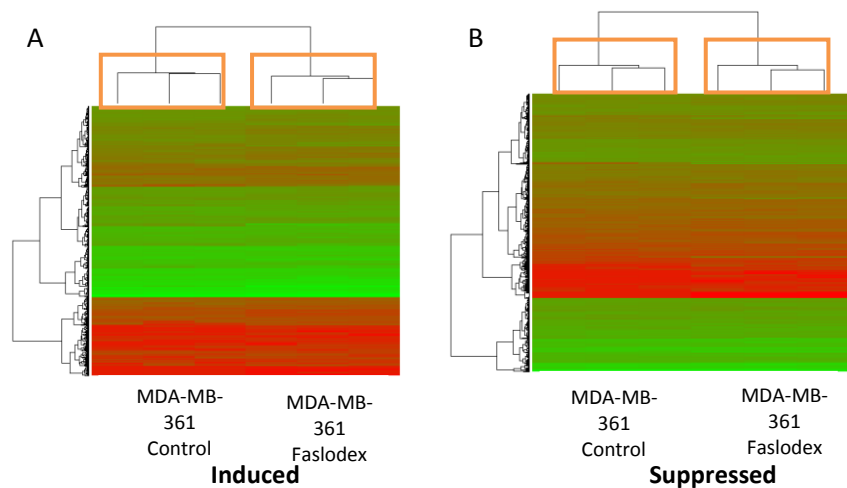 A
MDA-MB-
361
Control
MDA-MB-
361
Faslodex
Induced
B
MDA-MB-
361
Control
MDA-MB-
361
Faslodex
Suppressed